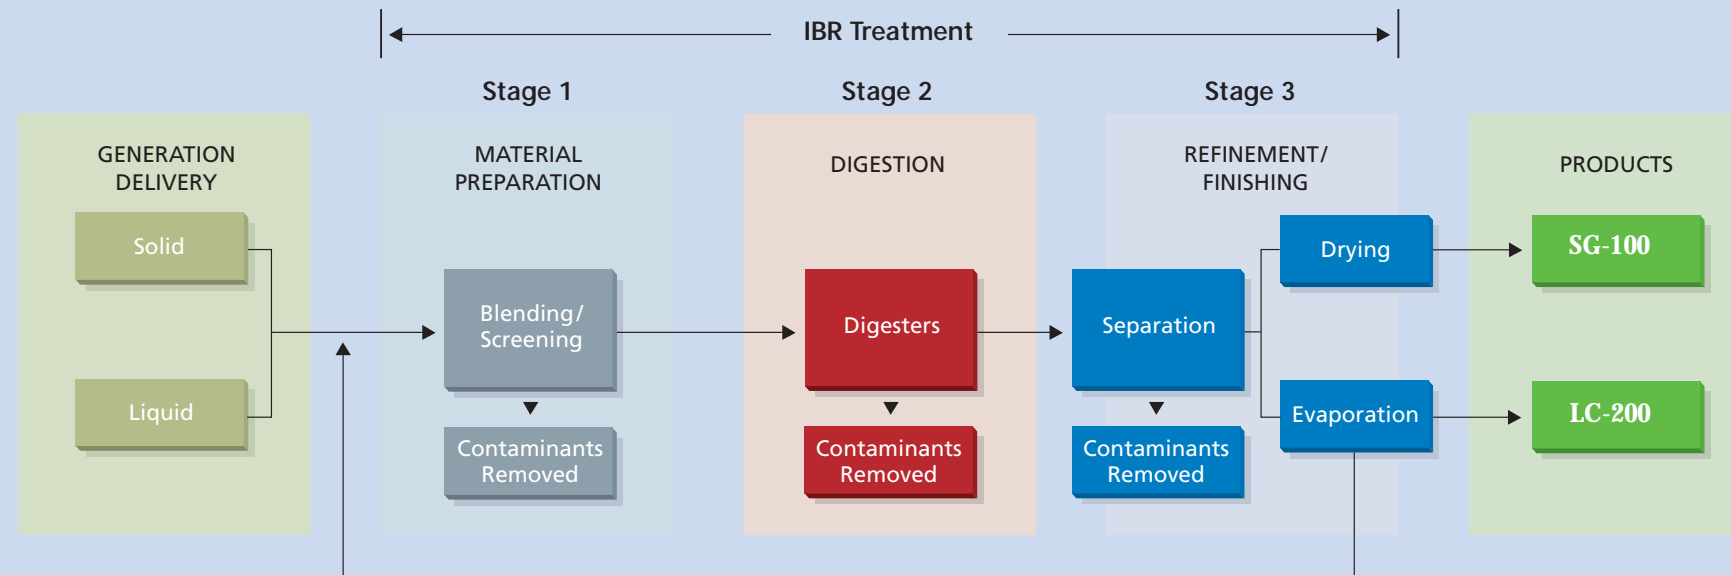 IBR Treatment
Stage 1
Stage 2
Stage 3
GENERATION
DELIVERY
Solid
Liquid
MATERIAL
PREPARATION
Blending/
Screening
Contaminants
Removed
DIGESTION
Digesters
Contaminants
Removed
REFINEMENT/
FINISHING
Separation
Contaminants
Removed
Drying
Evaporation
PRODUCTS
SG-100
LC-200